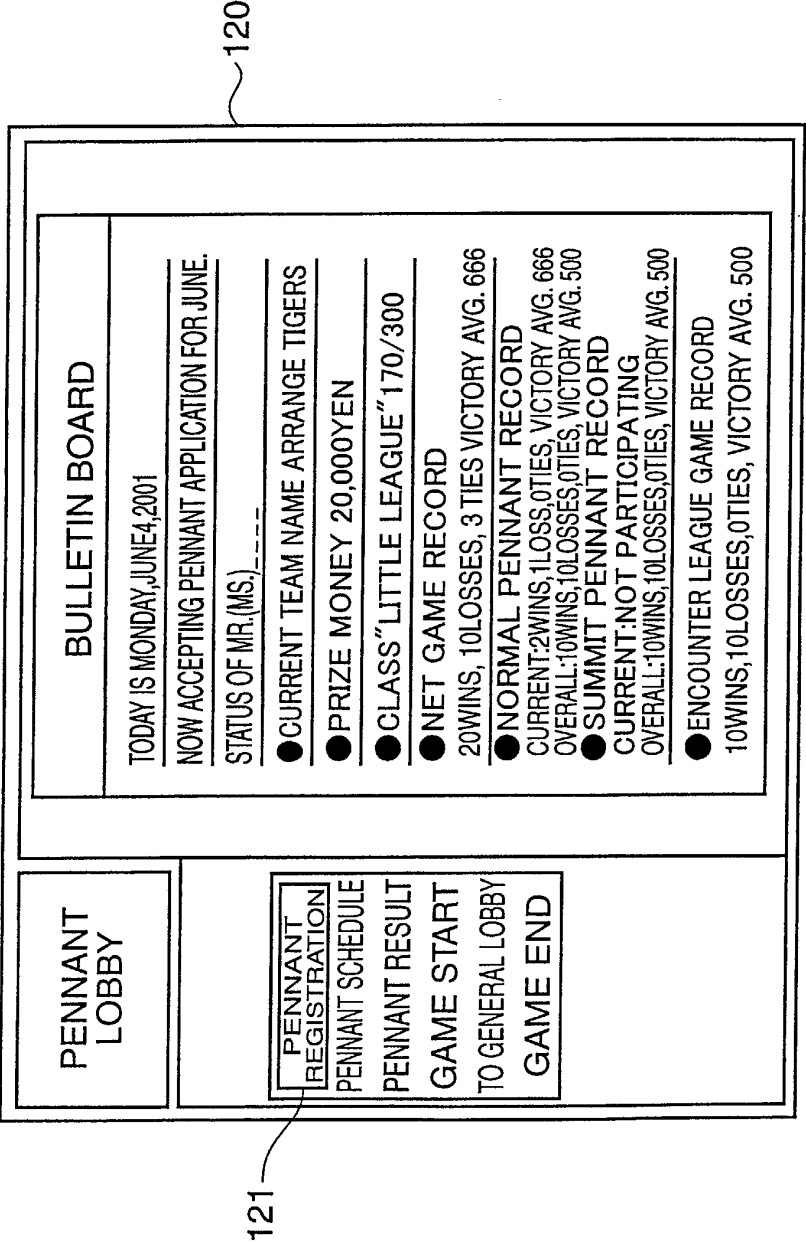 120
PENNANT
LOBBY
121
PENNANT
REGISTRATION
PENNANT SCHEDULE
PENNANT RESULT
GAME START
TO GENERAL LOBBY
GAME END
BULLETIN BOARD
TODAY IS MONDAY,JUNE4,2001
NOW ACCEPTING PENNANT APPLICATION FOR JUNE.
STATUS OF MR.(MS.)____
●CURRENT TEAM NAME ARRANGE TIGERS
●PRIZE MONEY 20,000YEN
●CLASS"LITTLE LEAGUE"170/300
●NET GAME RECORD
20WINS, 10LOSSES, 3 TIES VICTORY AVG. 666
●NORMAL PENNANT RECORD
CURRENT:2WINS,1LOSS,0TIES, VICTORY AVG. 666
OVERALL:10WINS,10LOSSES,0TIES, VICTORY AVG. 500
●SUMMIT PENNANT RECORD
CURRENT:NOT PARTICIPATING
OVERALL:10WINS,10LOSSES,0TIES, VICTORY AVG. 500
●ENCOUNTER LEAGUE GAME RECORD
10WINS,10LOSSES,0TIES, VICTORY AVG. 500